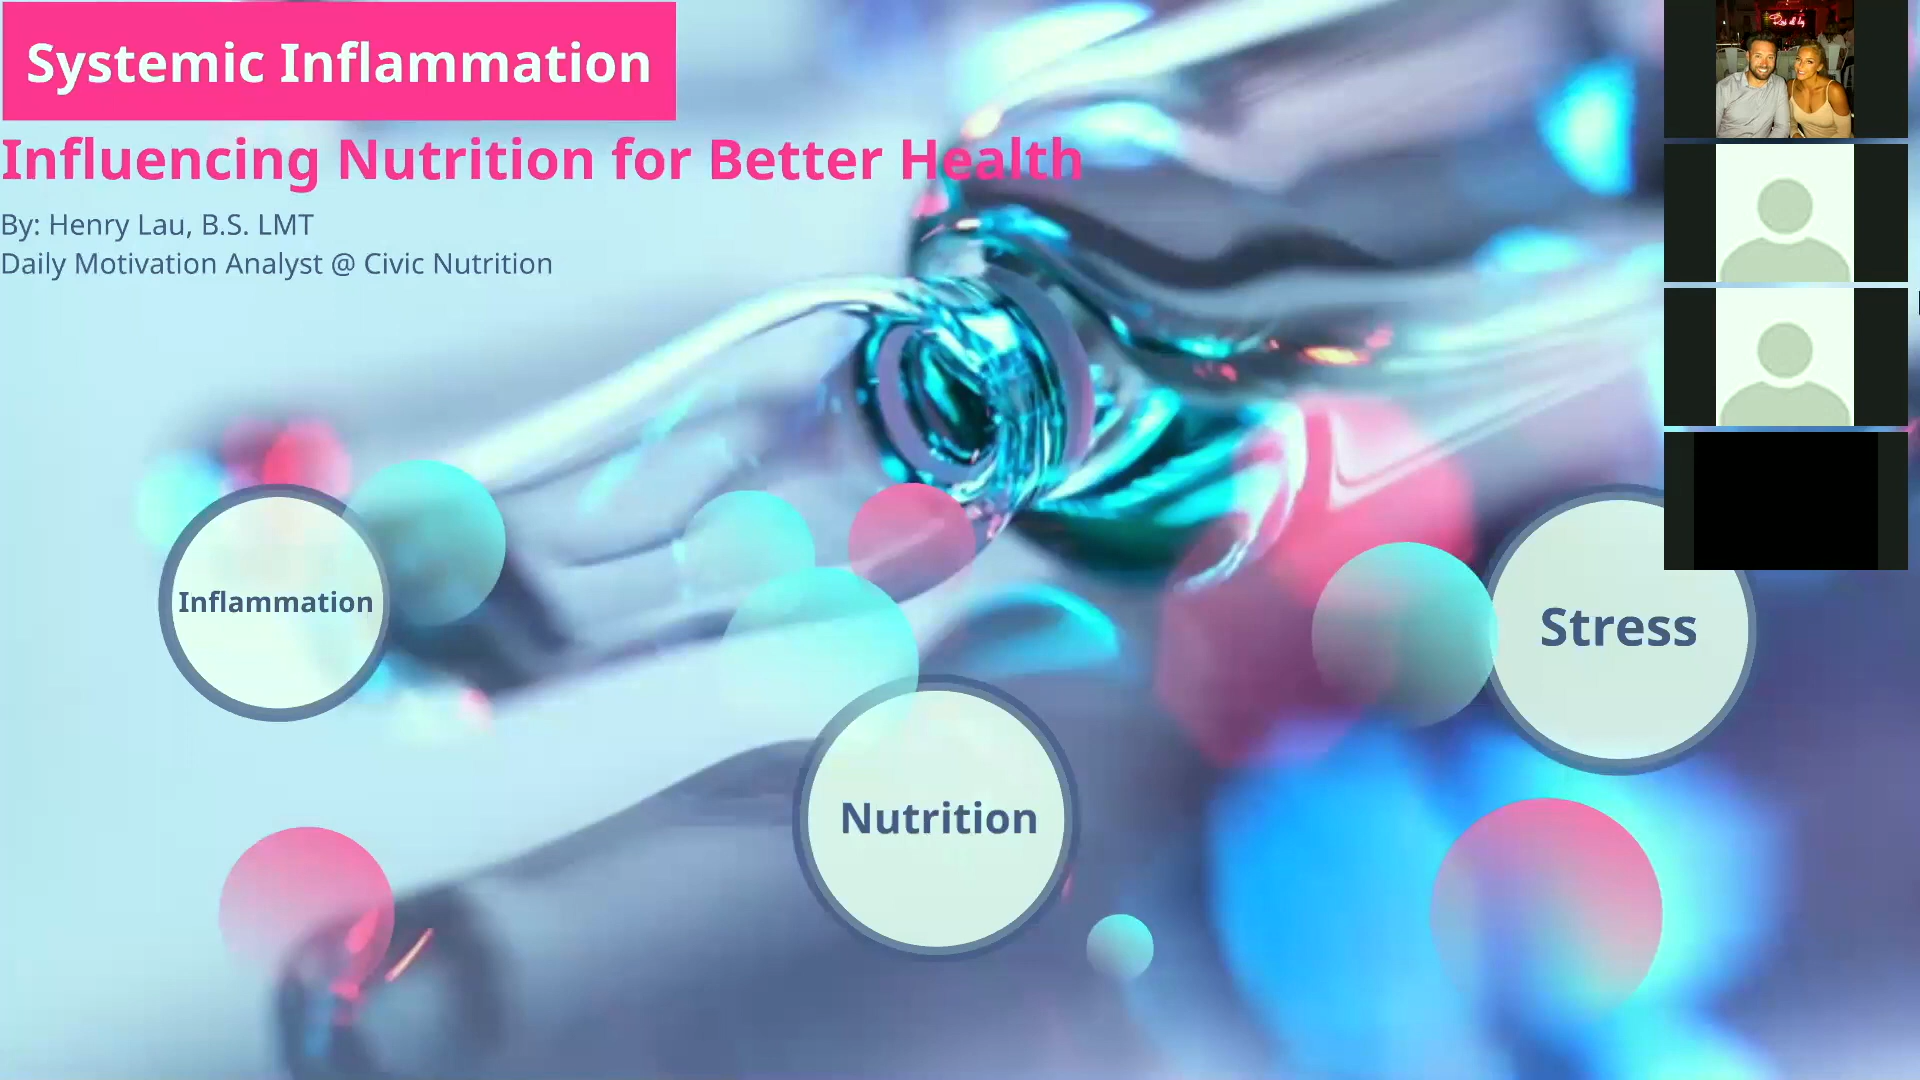 Systemic Inflammation
Influencing Nutrition for Better Health
By: Henry Lau, B.S. LMT
Daily Motivation Analyst @ Civic Nutrition
Inflammation
Nutrition
Stress